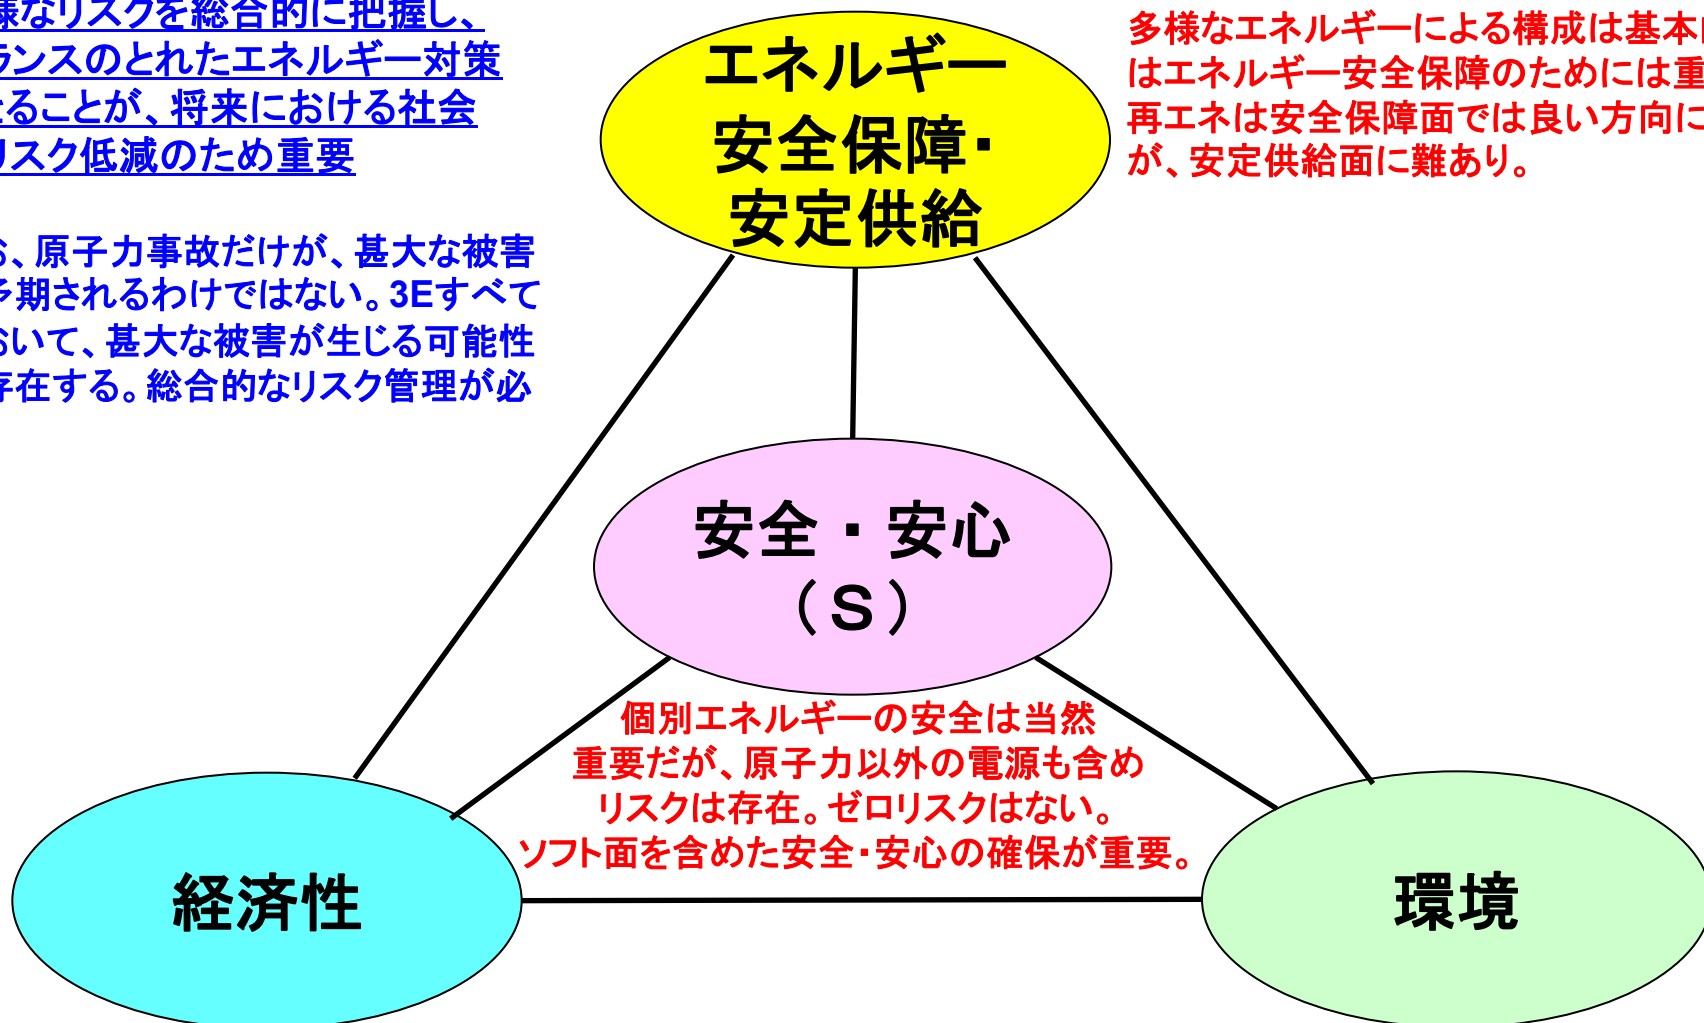 様なリスクを総合的に把握し、
ランスのとれたエネルギー対策
とることが、将来における社会
リスク低減のため重要
お、原子力事故だけが、甚大な被害
予期されるわけではない。3Eすべて
おいて、甚大な被害が生じる可能性
存在する。総合的なリスク管理が必
エネルギー
安全保障・
安定供給
多様なエネルギーによる構成は基本
はエネルギー安全保障のためには重
再エネは安全保障面では良い方向に
が、安定供給面に難あり。
安全・安心
（Ｓ）
個別エネルギーの安全は当然
重要だが、原子力以外の電源も含め
リスクは存在。ゼロリスクはない。
ソフト面を含めた安全・安心の確保が重要。
経済性
環境